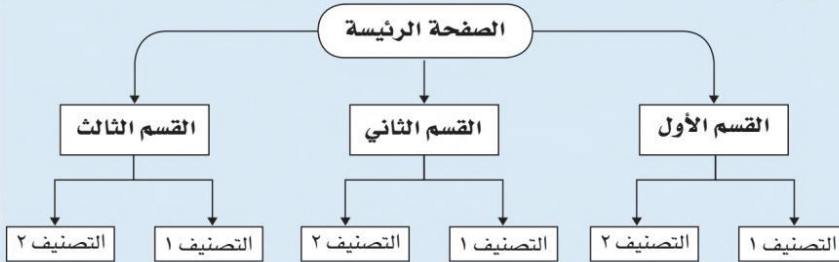 الصفحة الرئيسة
القسم الأول
القسم الثاني
القسم الثالث
التصنيف ١
التصنيف ٢
التصنيف ١
التصنيف ٢
التصنيف ١
التصنيف ٢